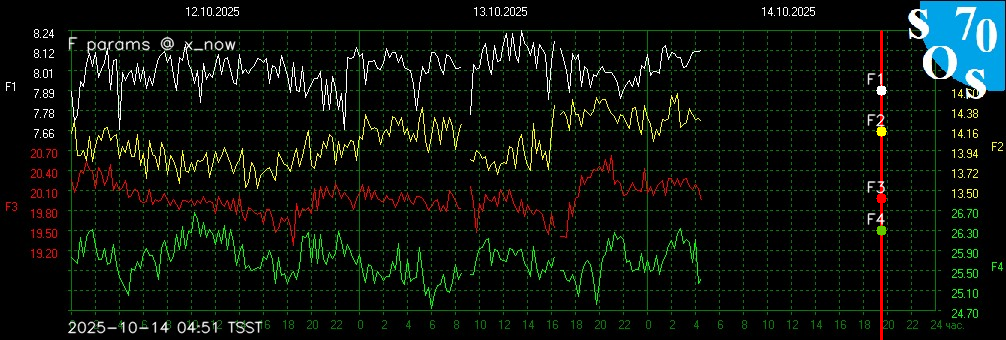 12.10.2025 13.10.2025 14.10.2025
F params @ x_now
8.24
8.12
8.01
7.89
7.78
7.66
F1
20.70
20.40
20.10
19.80
19.50
19.20
F3
SOS 70
F1
F2
F3
F4
14.38
14.16
13.94
13.72
13.50
F2
26.70
26.30
25.90
25.50
25.10
24.70
F4
20 22 0 2 4 6 8 10 12 14 16 18 20 22 0 2 4 6 8 10 12 14 16 18 20 22 24 час.
2025-10-14 04:51 TSST